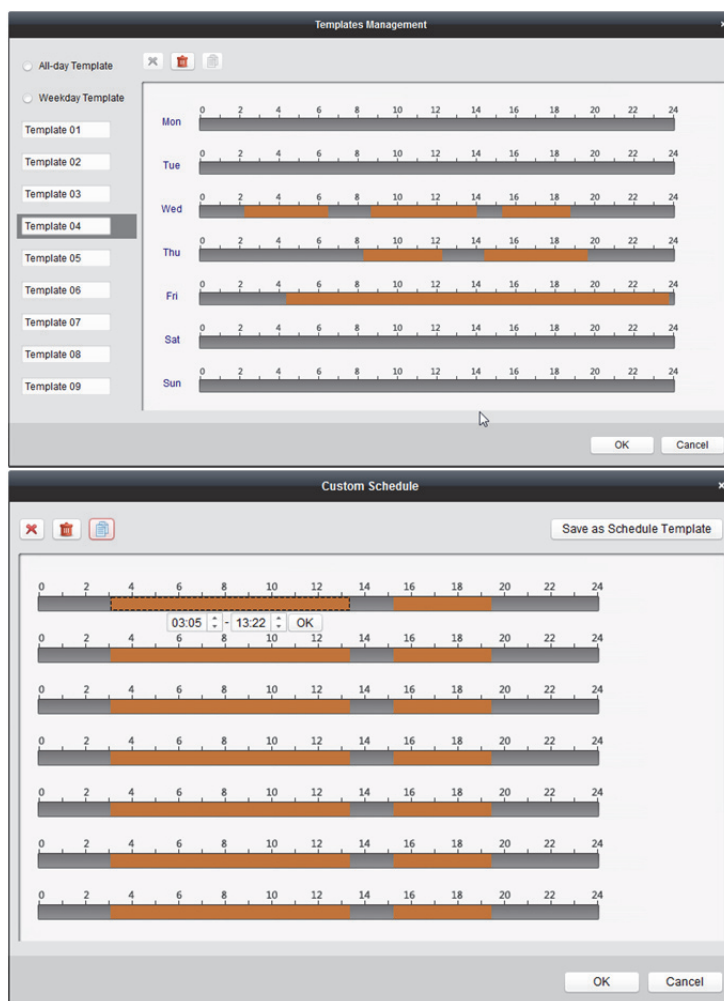 Templates Management
×
All-day Template
Weekday Template
Template 01
Template 02
Template 03
Template 04
Template 05
Template 06
Template 07
Template 08
Template 09
0 2 4 6 8 10 12 14 16 18 20 22 24
Mon
0 2 4 6 8 10 12 14 16 18 20 22 24
Tue
0 2 4 6 8 10 12 14 16 18 20 22 24
Wed
0 2 4 6 8 10 12 14 16 18 20 22 24
Thu
0 2 4 6 8 10 12 14 16 18 20 22 24
Fri
0 2 4 6 8 10 12 14 16 18 20 22 24
Sat
0 2 4 6 8 10 12 14 16 18 20 22 24
Sun
OK Cancel
Custom Schedule
×
Save as Schedule Template
0 2 4 6 8 10 12 14 16 18 20 22 24
03:05 - 13:22 OK
0 2 4 6 8 10 12 14 16 18 20 22 24
0 2 4 6 8 10 12 14 16 18 20 22 24
0 2 4 6 8 10 12 14 16 18 20 22 24
0 2 4 6 8 10 12 14 16 18 20 22 24
0 2 4 6 8 10 12 14 16 18 20 22 24
0 2 4 6 8 10 12 14 16 18 20 22 24
OK Cancel